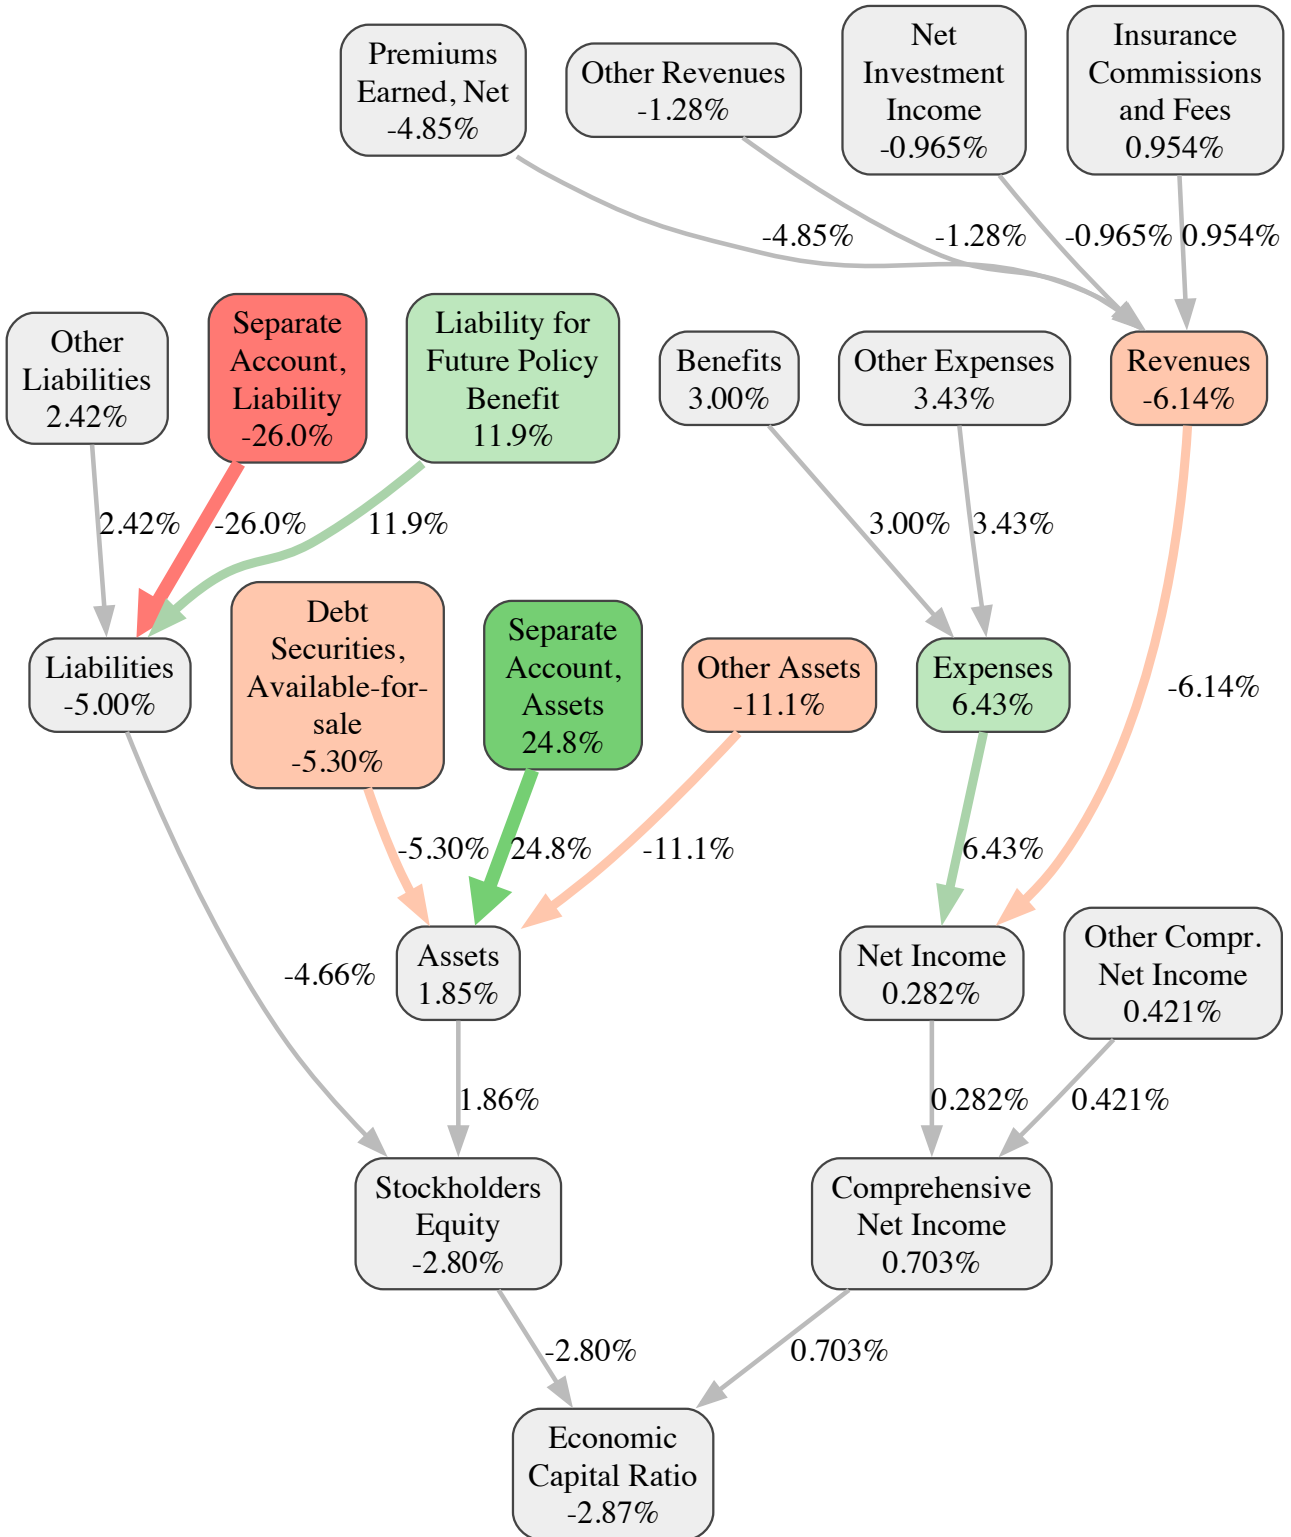 Premiums
Earned, Net
-4.85%
Other Revenues
-1.28%
Net
Investment
Income
-0.965%
Insurance
Commissions
and Fees
0.954%
-4.85%
-1.28%
-0.965%
0.954%
Other
Liabilities
2.42%
Separate
Account,
Liability
-26.0%
Liability for
Future Policy
Benefit
11.9%
Benefits
3.00%
Other Expenses
3.43%
Revenues
-6.14%
2.42%
-26.0%
11.9%
3.00%
3.43%
Liabilities
-5.00%
Debt
Securities,
Available-for-
sale
-5.30%
Separate
Account,
Assets
24.8%
Other Assets
-11.1%
Expenses
6.43%
-6.14%
-5.30%
24.8%
-11.1%
6.43%
-4.66%
Assets
1.85%
Net Income
0.282%
Other Compr.
Net Income
0.421%
1.86%
0.282%
0.421%
Stockholders
Equity
-2.80%
Comprehensive
Net Income
0.703%
-2.80%
0.703%
Economic
Capital Ratio
-2.87%